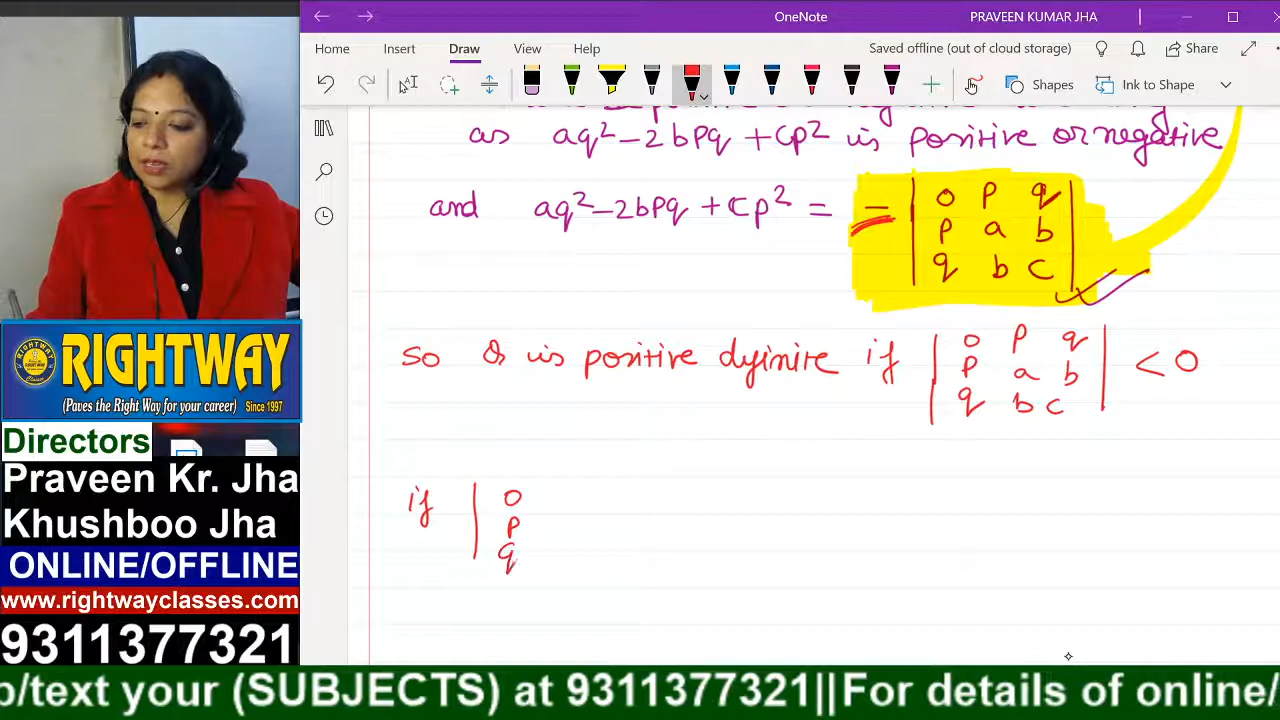 OneNote
PRAVEEN KUMAR JHA
Home Insert Draw View Help
Saved offline (out of cloud storage)
Share
Shapes
Ink to Shape
as aq²-2bpq+cp² is positive or negative
and aq²-2bpq+cp² = - | 0 p q |
| p a b |
| q b c |
So Q is positive dyinite if | 0 p q | < 0
| p a b |
| q b c |
if | 0
p
q
RIGHTWAY
(Paves the Right Way for your career) Since 1997
Directors
Praveen Kr. Jha
Khushboo Jha
ONLINE/OFFLINE
www.rightwayclasses.com
9311377321
p/text your (SUBJECTS) at 9311377321||For details of online/